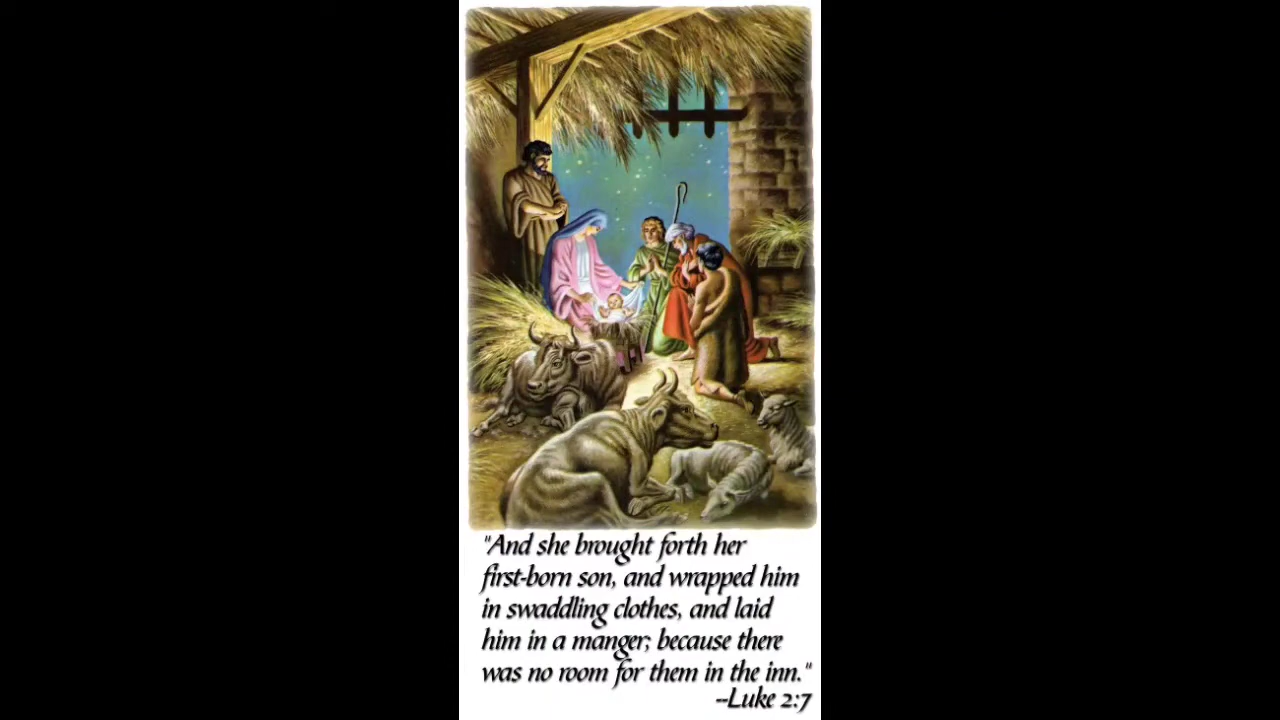 "And she brought forth her
first-born son, and wrapped him
in swaddling clothes, and laid
him in a manger; because there
was no room for them in the inn."
--Luke 2:7